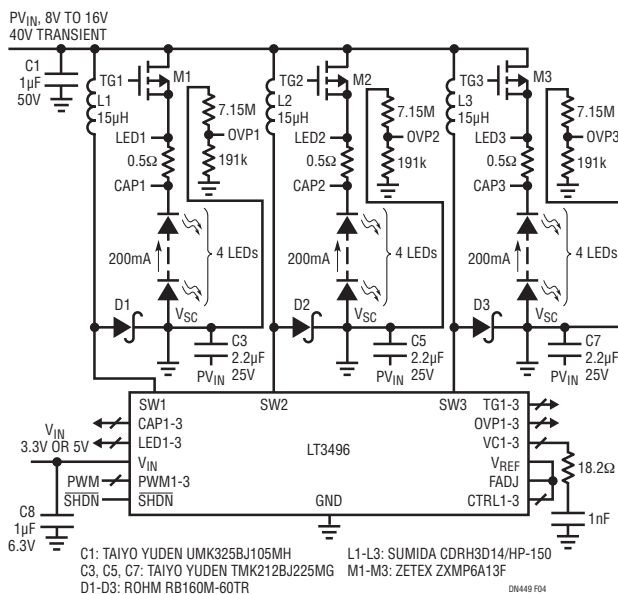 PVIN, 8V TO 16V
40V TRANSIENT
C1
1µF
50V
L1
15µH
TG1
M1
LED1
0.5Ω
CAP1
7.15M
OVP1
191k
200mA
4 LEDs
D1
VSC
C3
2.2µF
25V
PVIN
L2
15µH
TG2
M2
LED2
0.5Ω
CAP2
7.15M
OVP2
191k
200mA
4 LEDs
D2
VSC
C5
2.2µF
25V
PVIN
L3
15µH
TG3
M3
LED3
0.5Ω
CAP3
7.15M
OVP3
191k
200mA
4 LEDs
D3
VSC
C7
2.2µF
25V
PVIN
SW1
SW2
SW3
CAP1-3
LED1-3
VIN
3.3V OR 5V
VIN
PWM
PWM1-3
SHDN
SHDN
C8
1µF
6.3V
LT3496
GND
TG1-3
OVP1-3
VC1-3
VREF
FADJ
CTRL1-3
18.2Ω
1nF
C1: TAIYO YUDEN UMK325BJ105MH
C3, C5, C7: TAIYO YUDEN TMK212BJ225MG
D1-D3: ROHM RB160M-60TR
L1-L3: SUMIDA CDRH3D14/HP-150
M1-M3: ZETEX ZXMP6A13F
DN449 F04